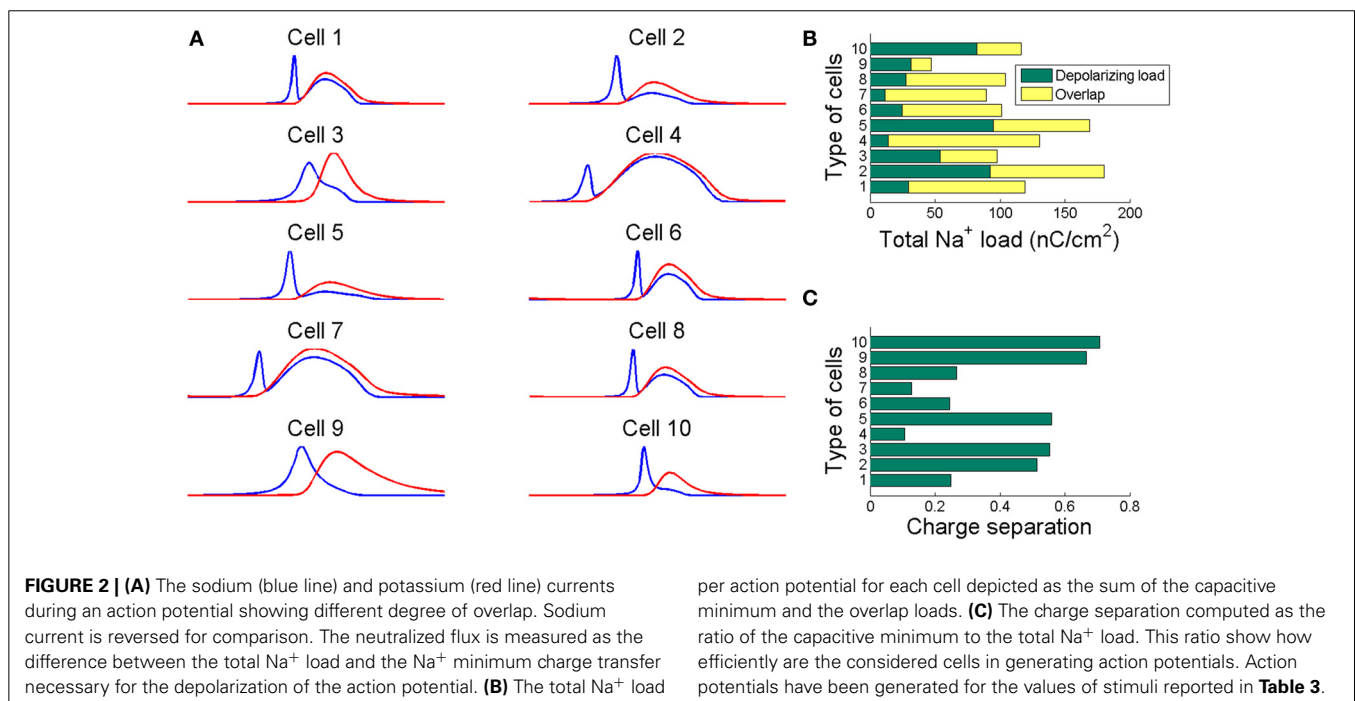 A
Cell 1
Cell 2
Cell 3
Cell 4
Cell 5
Cell 6
Cell 7
Cell 8
Cell 9
Cell 10
B
Type of cells
10
9
8
7
6
5
4
3
2
1
Depolarizing load
Overlap
0 50 100 150 200
Total Na+ load (nC/cm2)
C
Type of cells
10
9
8
7
6
5
4
3
2
1
0 0.2 0.4 0.6 0.8
Charge separation
FIGURE 2 | (A) The sodium (blue line) and potassium (red line) currents
during an action potential showing different degree of overlap. Sodium
current is reversed for comparison. The neutralized flux is measured as the
difference between the total Na+ load and the Na+ minimum charge transfer
necessary for the depolarization of the action potential. (B) The total Na+ load
per action potential for each cell depicted as the sum of the capacitive
minimum and the overlap loads. (C) The charge separation computed as the
ratio of the capacitive minimum to the total Na+ load. This ratio show how
efficiently are the considered cells in generating action potentials. Action
potentials have been generated for the values of stimuli reported in Table 3.